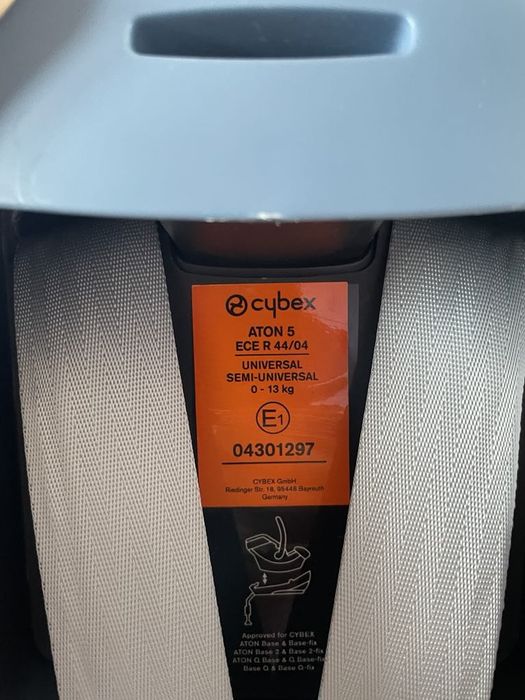 cybex
ATON 5
ECE R 44/04
UNIVERSAL
SEMI-UNIVERSAL
0 - 13 kg
E1
04301297
CYBEX GmbH
Riedinger Str. 18, 95448 Bayreuth
Germany
Approved for CYBEX
ATON Base & Base-fix
ATON Base 2 & Base 2-fix
ATON Q Base & Q Base-fix
Base Q & Base Q-fix